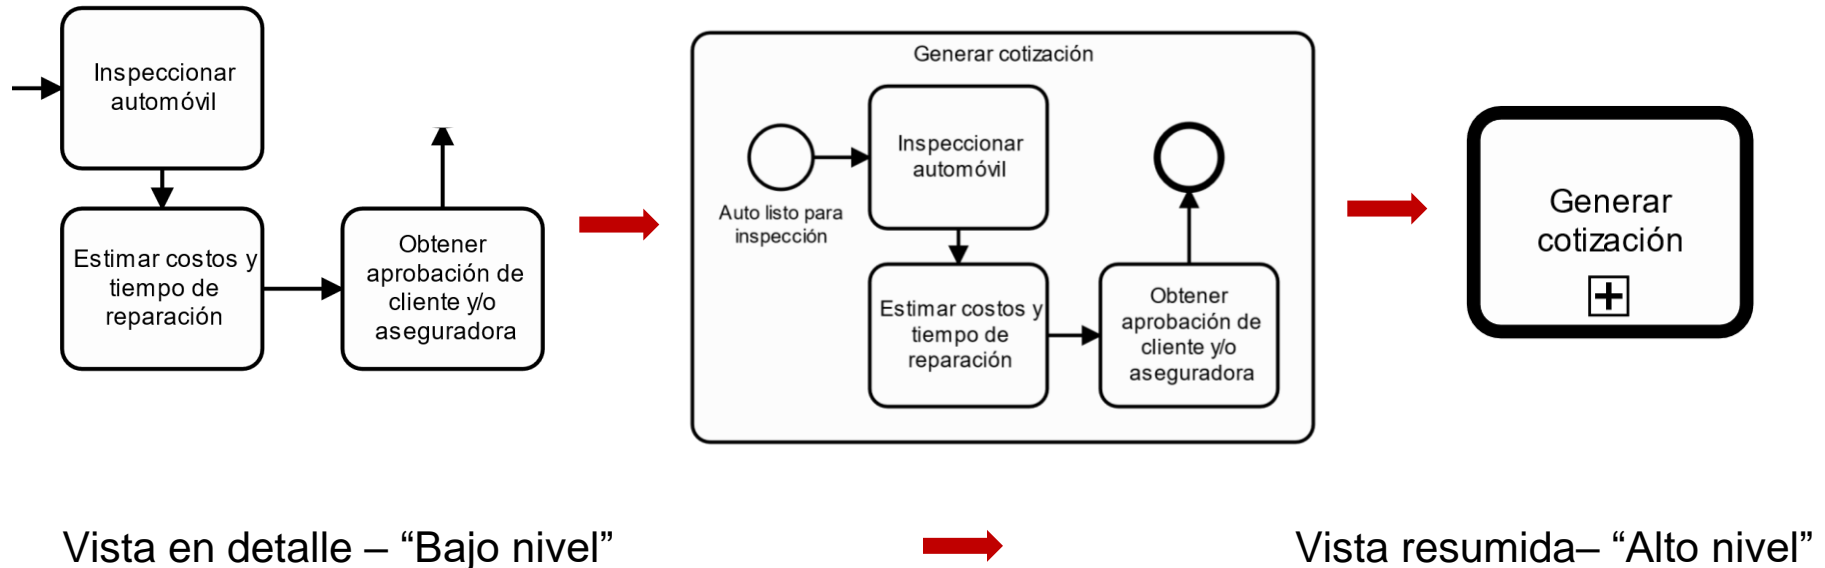 Inspeccionar
automóvil
Estimar costos y
tiempo de
reparación
Obtener
aprobación de
cliente y/o
aseguradora
Generar cotización
Auto listo para
inspección
Inspeccionar
automóvil
Estimar costos y
tiempo de
reparación
Obtener
aprobación de
cliente y/o
aseguradora
Generar
cotización
Vista en detalle – “Bajo nivel”
Vista resumida– “Alto nivel”